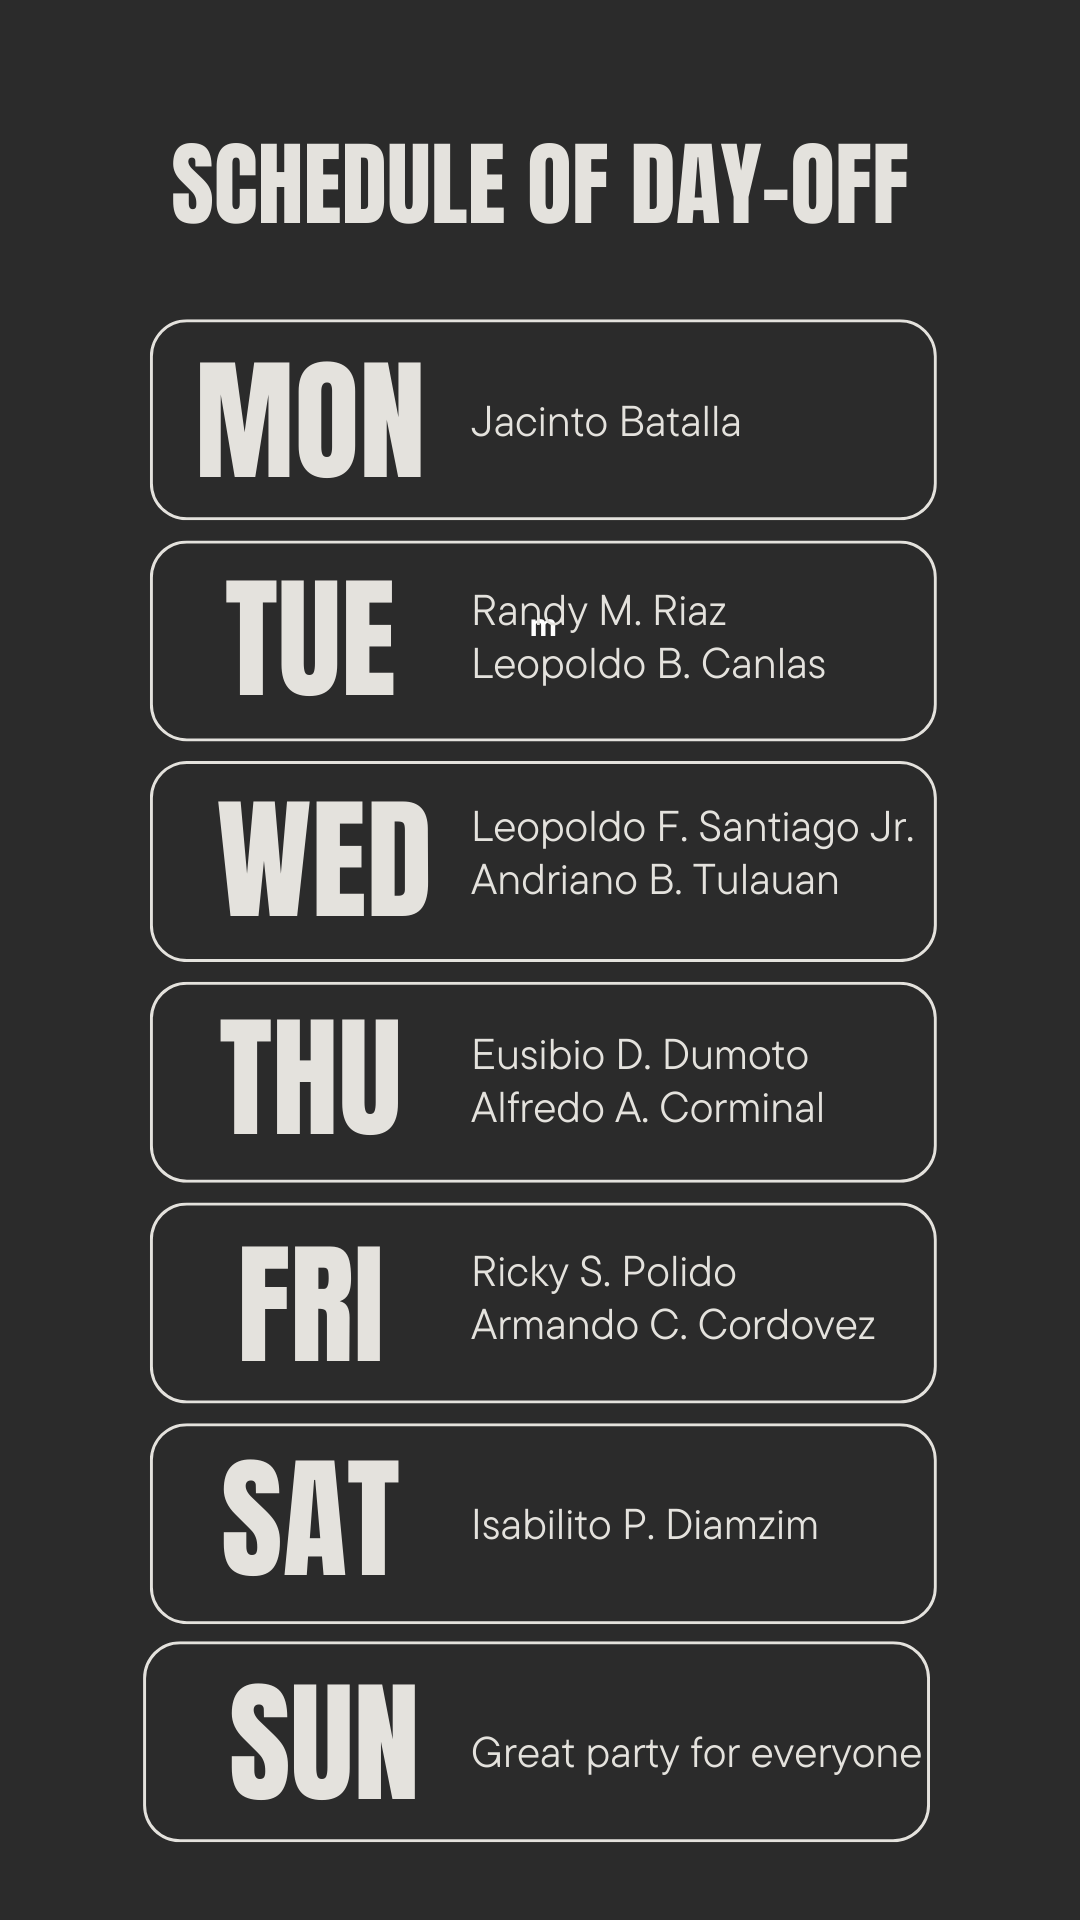 SCHEDULE OF DAY-OFF
MON
Jacinto Batalla
TUE
Randy M. Riaz
m
Leopoldo B. Canlas
WED
Leopoldo F. Santiago Jr.
Andriano B. Tulauan
THU
Eusibio D. Dumoto
Alfredo A. Corminal
FRI
Ricky S. Polido
Armando C. Cordovez
SAT
Isabilito P. Diamzim
SUN
Great party for everyone